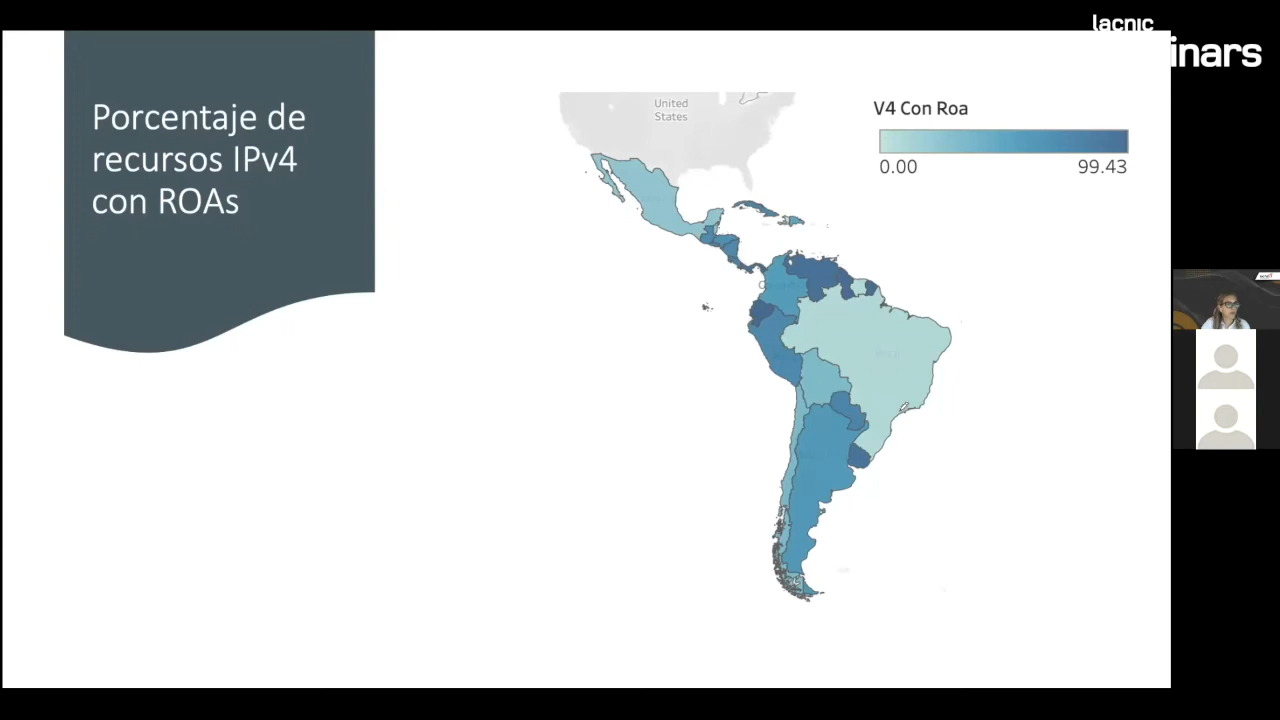 lacnic
inars
Porcentaje de
recursos IPv4
con ROAs
United
States
V4 Con Roa
0.00
99.43